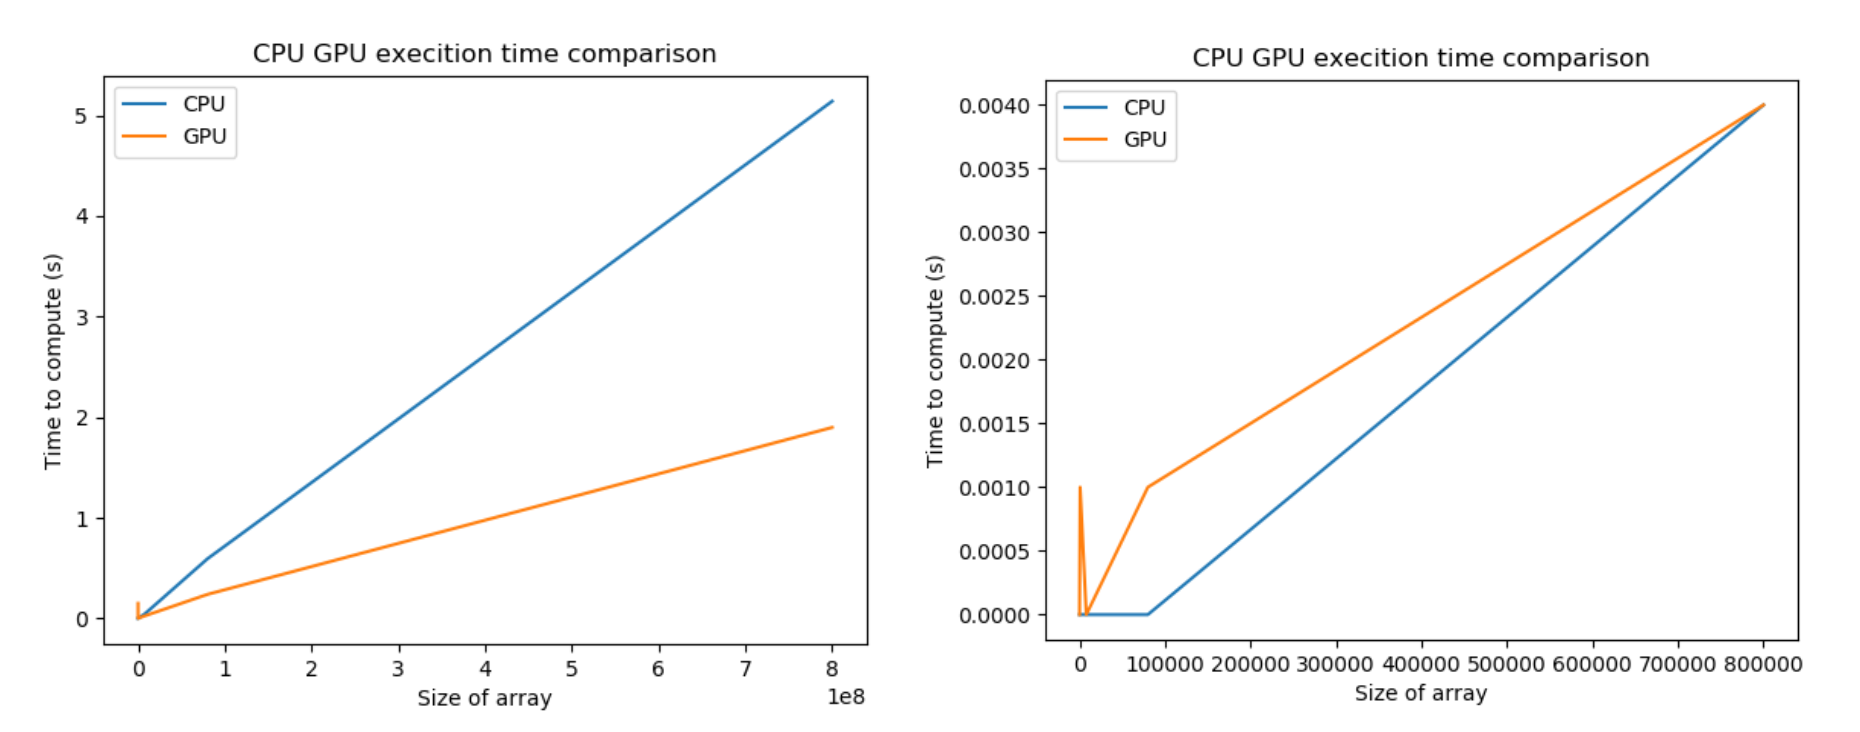 CPU GPU execition time comparison
CPU
GPU
5
4
3
2
1
0
Time to compute (s)
0 1 2 3 4 5 6 7 8
1e8
Size of array
CPU GPU execition time comparison
CPU
GPU
0.0040
0.0035
0.0030
0.0025
0.0020
0.0015
0.0010
0.0005
0.0000
Time to compute (s)
0 100000 200000 300000 400000 500000 600000 700000 800000
Size of array